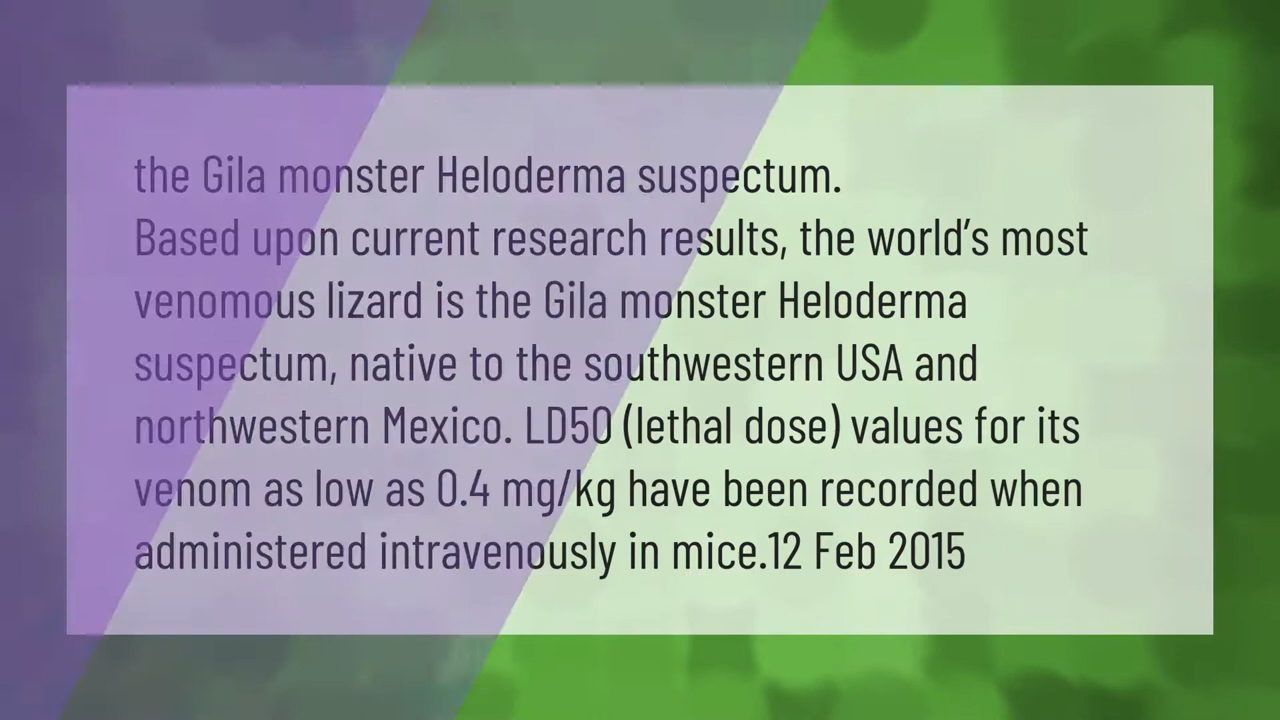 the Gila monster Heloderma suspectum.
Based upon current research results, the world’s most
venomous lizard is the Gila monster Heloderma
suspectum, native to the southwestern USA and
northwestern Mexico. LD50 (lethal dose) values for its
venom as low as 0.4 mg/kg have been recorded when
administered intravenously in mice.12 Feb 2015